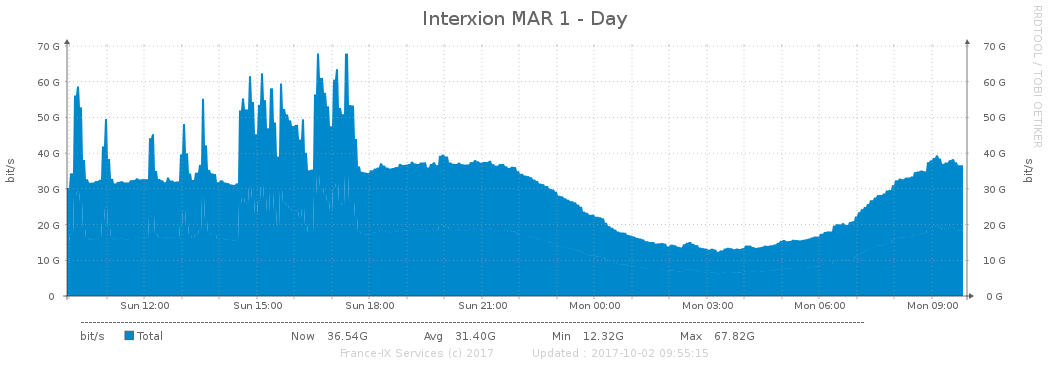 Interxion MAR 1 - Day
RRDTOOL / TOBI OETIKER
bit/s
bit/s
70 G 70 G
60 G 60 G
50 G 50 G
40 G 40 G
30 G 30 G
20 G 20 G
10 G 10 G
0 0 G
Sun 12:00 Sun 15:00 Sun 18:00 Sun 21:00 Mon 00:00 Mon 03:00 Mon 06:00 Mon 09:00
bit/s Total Now 36.54G Avg 31.40G Min 12.32G Max 67.82G
France-IX Services (c) 2017 Updated : 2017-10-02 09:55:15